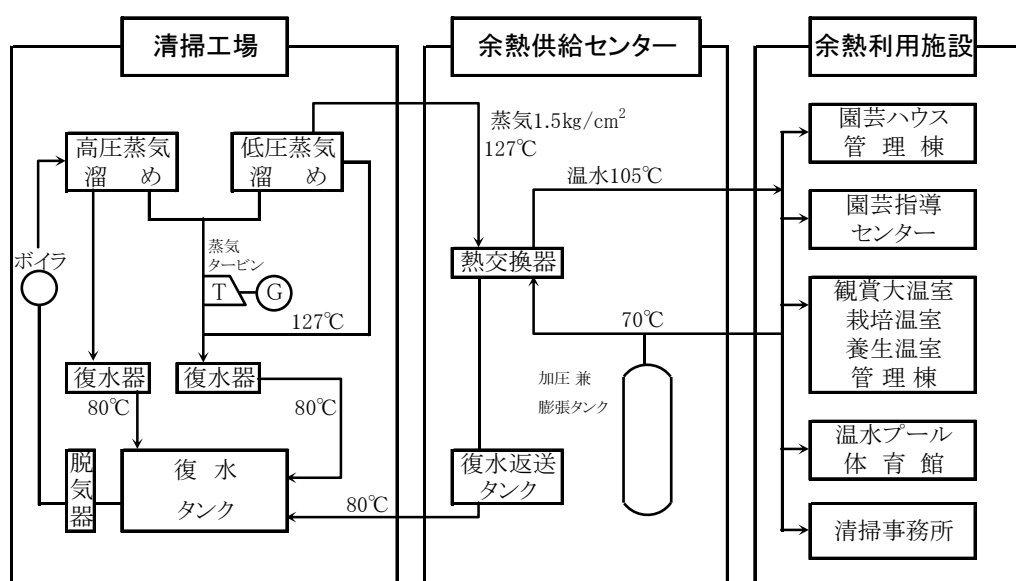 清掃工場
余熱供給センター
余熱利用施設
高圧蒸気
溜め
低圧蒸気
溜め
ボイラ
蒸気
タービン
T
G
127℃
復水器
復水器
80℃
80℃
脱気器
復水
タンク
80℃
蒸気1.5kg/cm²
127℃
温水105℃
熱交換器
70℃
加圧 兼
膨張タンク
復水返送
タンク
園芸ハウス
管理棟
園芸指導
センター
観賞大温室
栽培温室
養生温室
管理棟
温水プール
体育館
清掃事務所